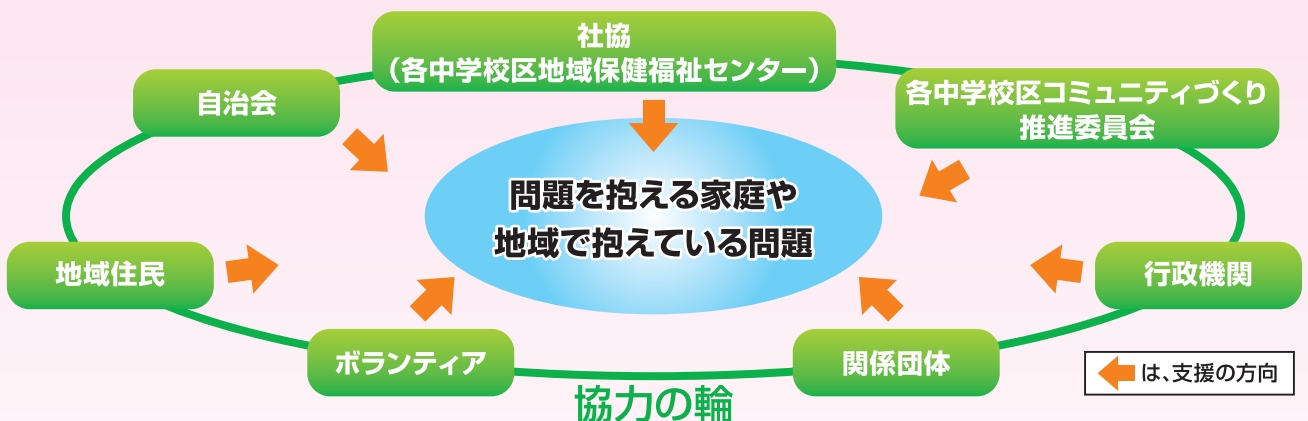 社協
（各中学校区地域保健福祉センター）
自治会
各中学校区コミュニティづくり
推進委員会
問題を抱える家庭や
地域で抱えている問題
地域住民
行政機関
ボランティア
関係団体
は、支援の方向
協力の輪